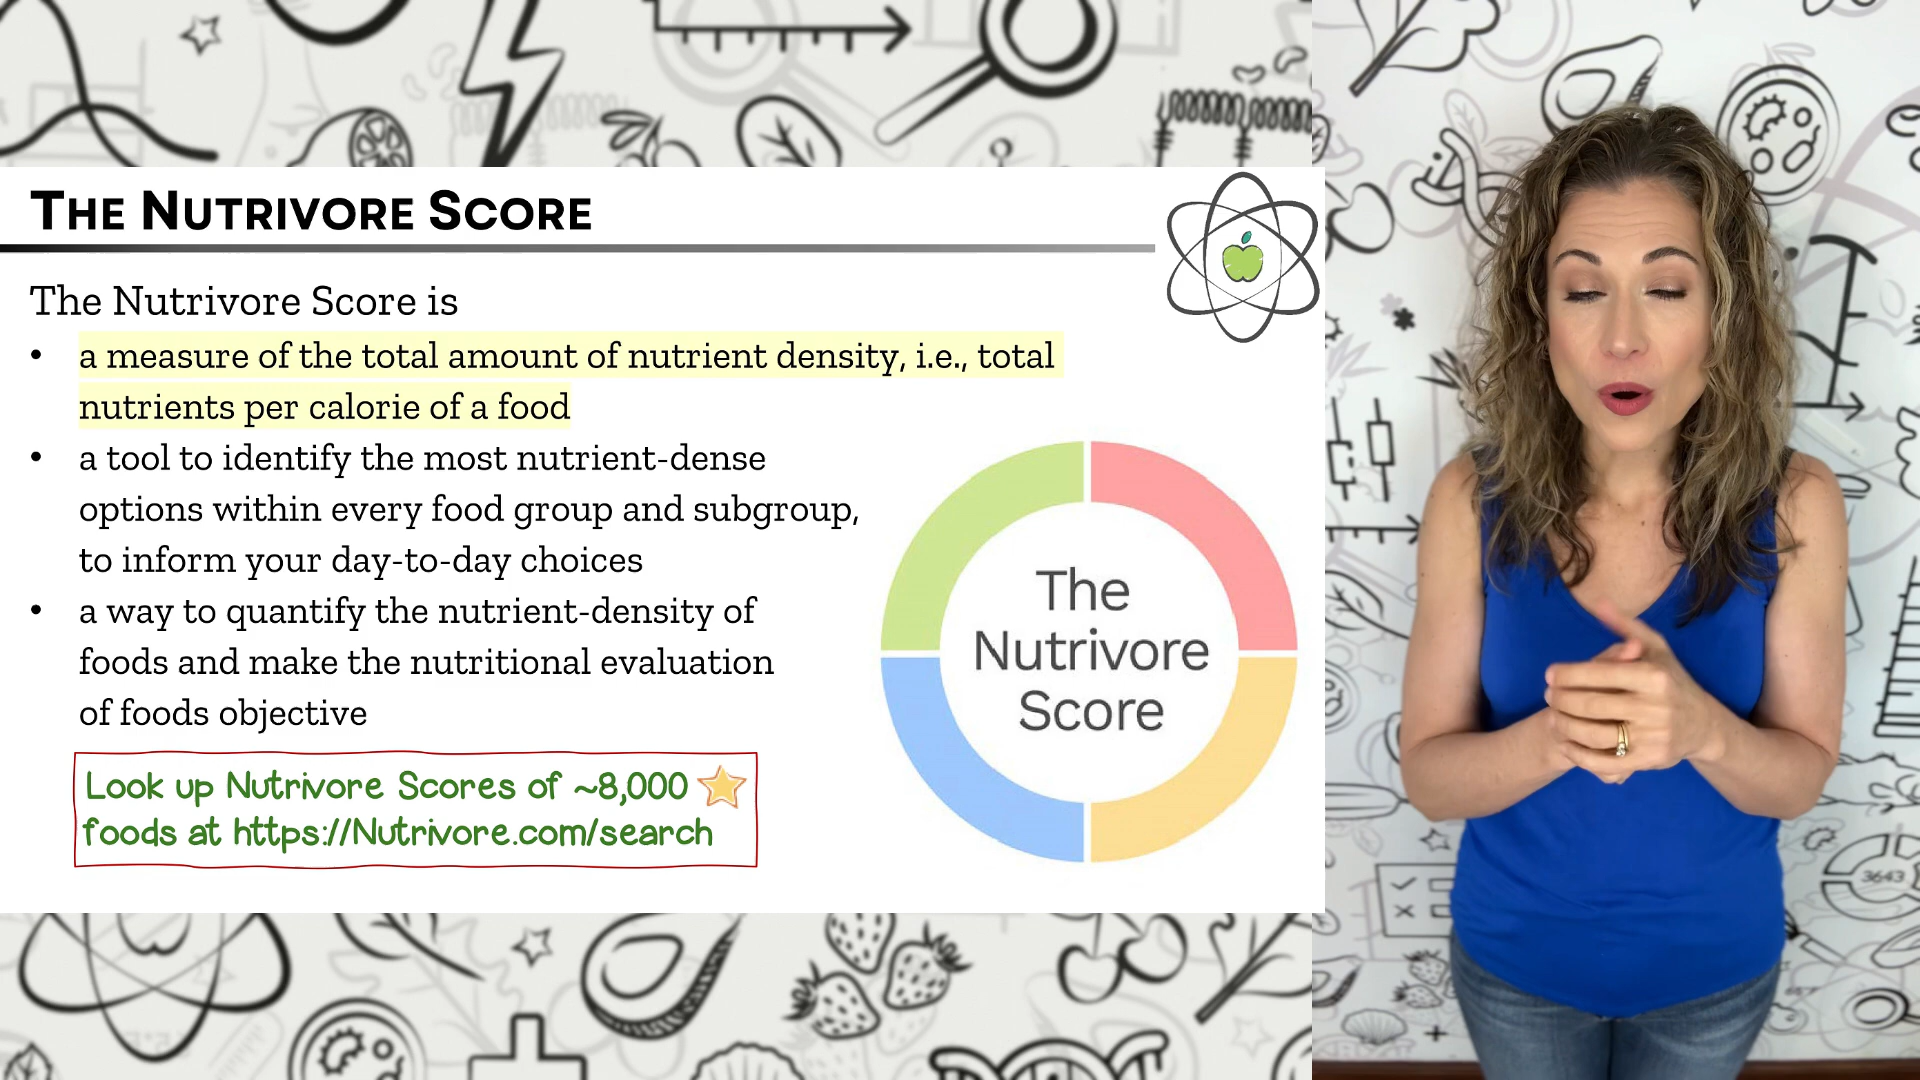 THE NUTRIVORE SCORE
The Nutrivore Score is
• a measure of the total amount of nutrient density, i.e., total
nutrients per calorie of a food
• a tool to identify the most nutrient-dense
options within every food group and subgroup,
to inform your day-to-day choices
• a way to quantify the nutrient-density of
foods and make the nutritional evaluation
of foods objective
Look up Nutrivore Scores of ~8,000
foods at https://Nutrivore.com/search
The
Nutrivore
Score
3643